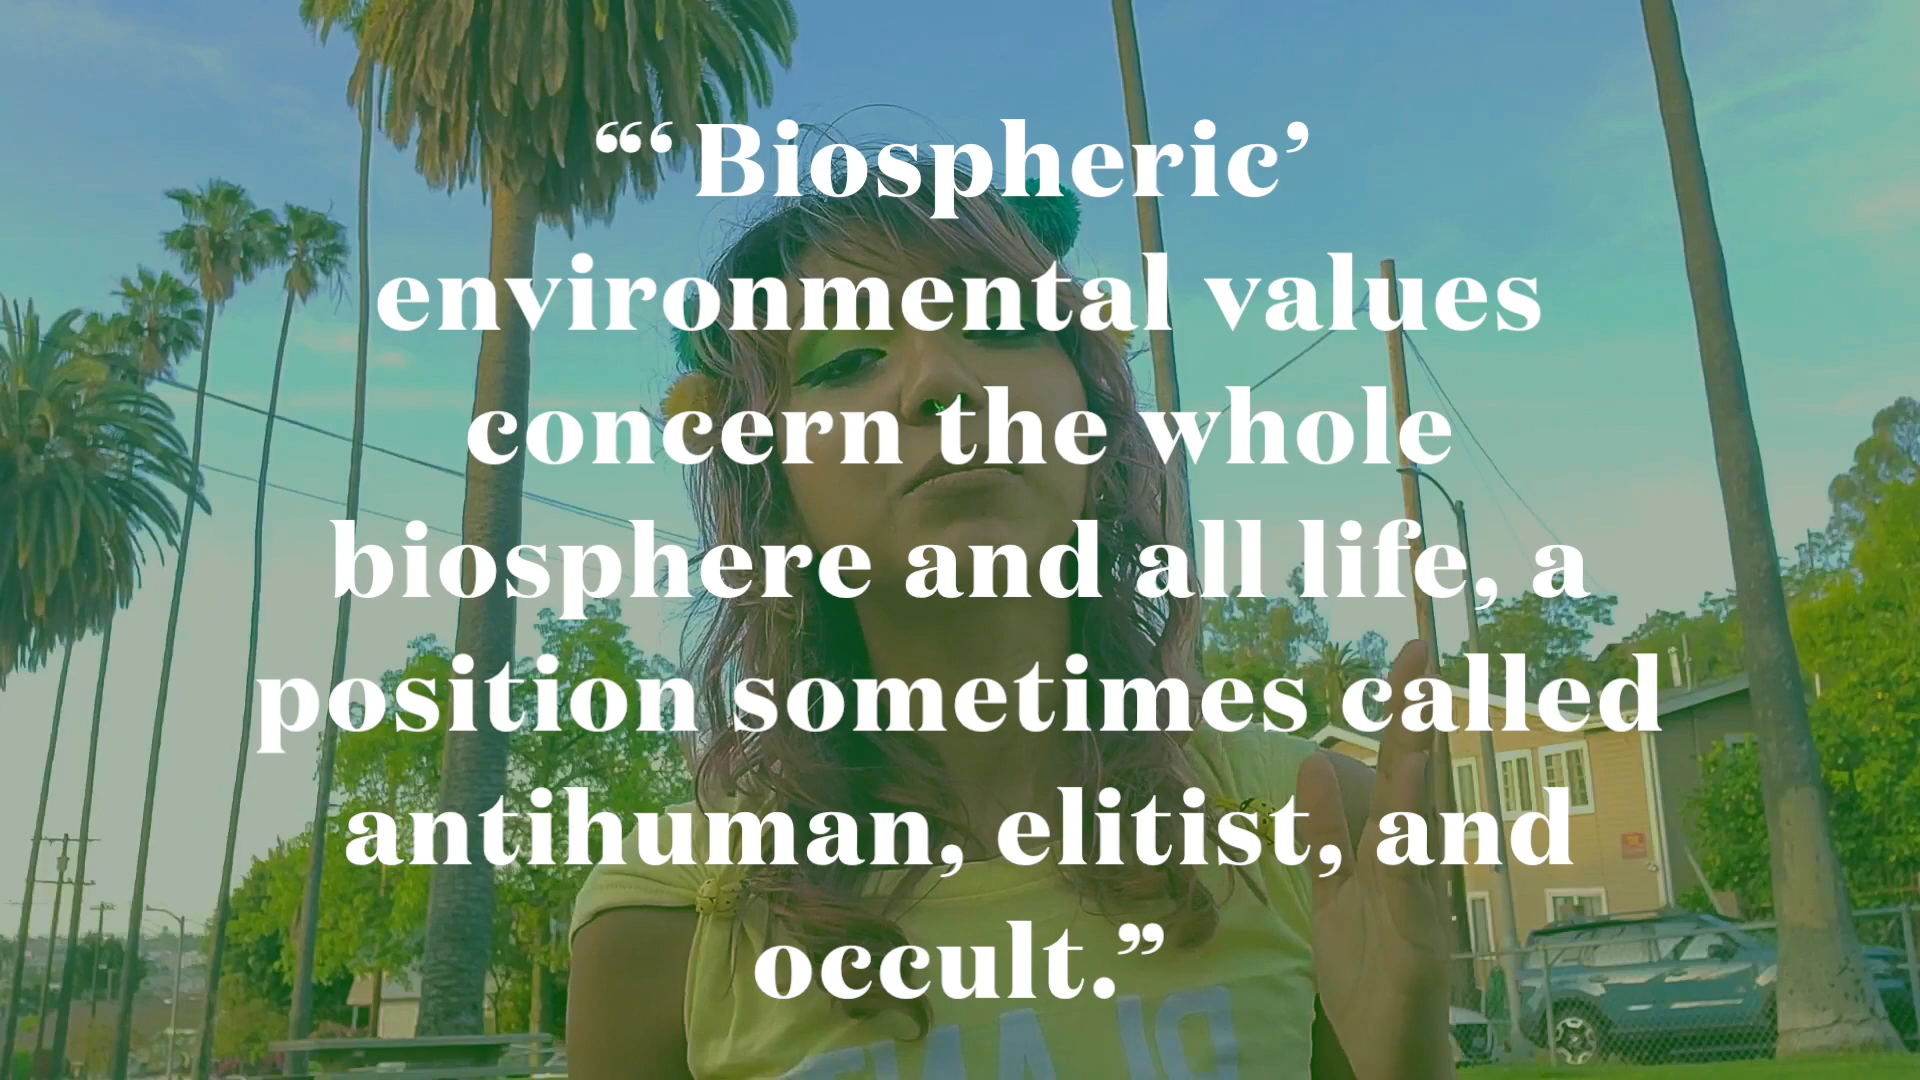 “‘Biospheric’
environmental values
concern the whole
biosphere and all life, a
position sometimes called
antihuman, elitist, and
occult.”